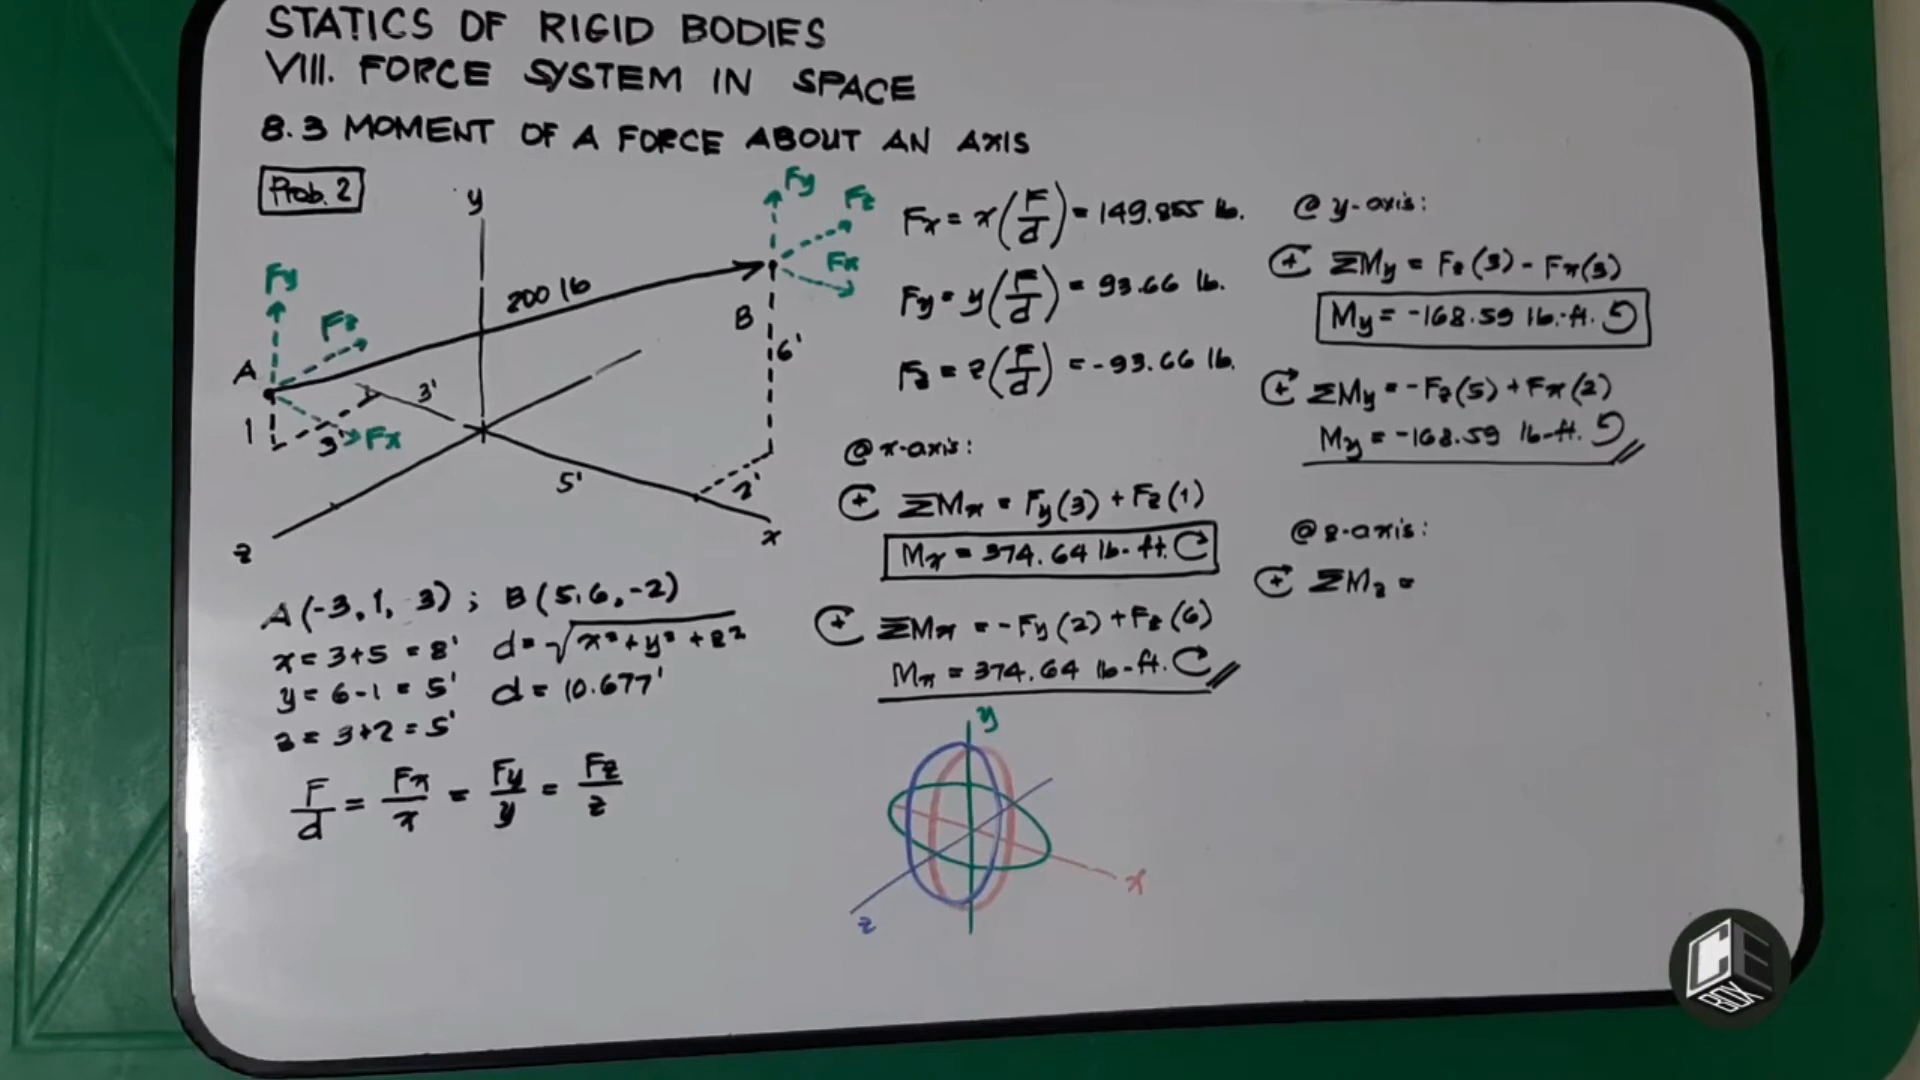 STATICS OF RIGID BODIES
VIII. FORCE SYSTEM IN SPACE
8.3 MOMENT OF A FORCE ABOUT AN AXIS
Prob. 2
y
Fy
Fz
Fx
200 lb
B
6'
Fy
Fz
A
3'
1
3'
Fx
5'
2'
z
x
A(-3, 1, 3) ; B(5, 6, -2)
x = 3+5 = 8'
d = √x²+y²+z²
y = 6-1 = 5'
d = 10.677'
z = 3+2 = 5'
F/d = Fx/x = Fy/y = Fz/z
Fx = x(F/d) = 149.855 lb.
Fy = y(F/d) = 93.66 lb.
Fz = z(F/d) = -93.66 lb.
@ x-axis:
+ ΣMx = Fy(3) + Fz(1)
Mx = 374.64 lb-ft.
+ ΣMx = -Fy(2) + Fz(6)
Mx = 374.64 lb-ft.
y
x
z
@ y-axis:
+ ΣMy = Fz(3) - Fx(3)
My = -168.59 lb.-ft.
+ ΣMy = -Fz(5) + Fx(2)
My = -168.59 lb-ft.
@ z-axis:
+ ΣMz =
CE
BOX